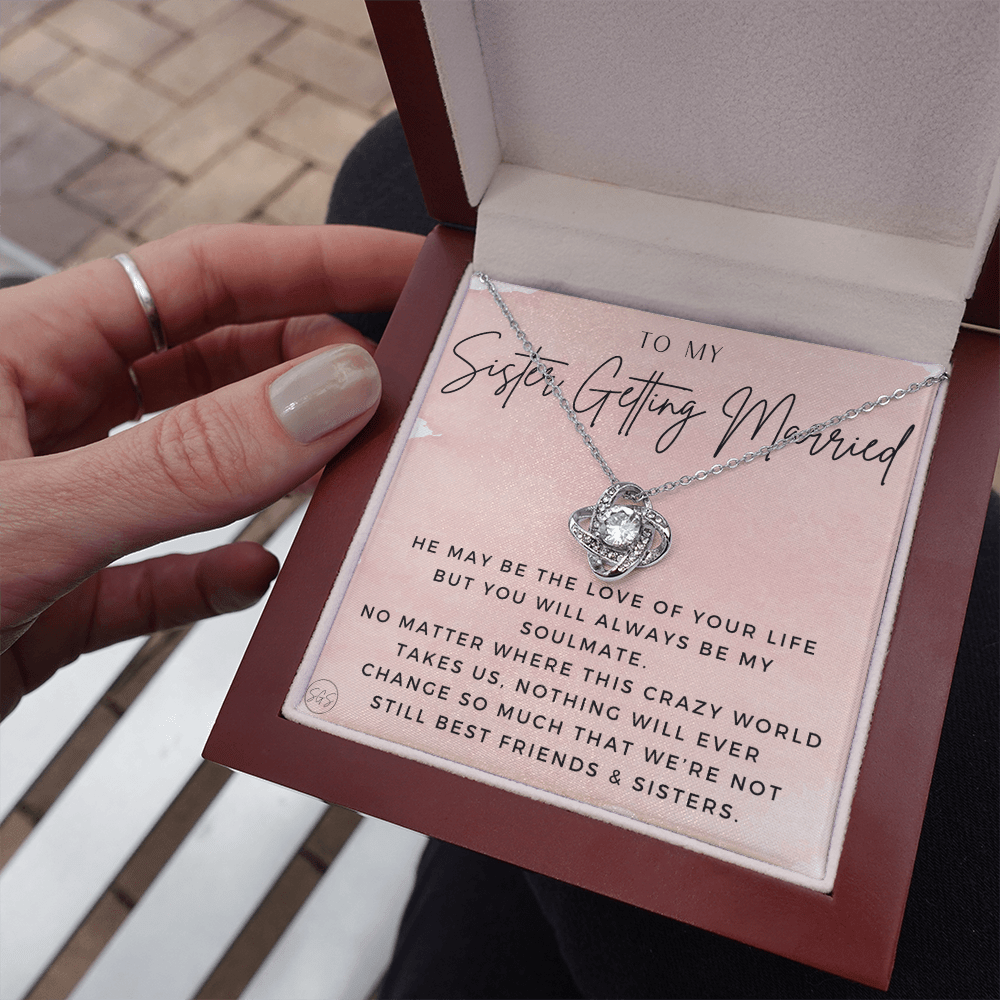 TO MY
Sister Getting Married
HE MAY BE THE LOVE OF YOUR LIFE
BUT YOU WILL ALWAYS BE MY
SOULMATE.
NO MATTER WHERE THIS CRAZY WORLD
TAKES US, NOTHING WILL EVER
CHANGE SO MUCH THAT WE'RE NOT
STILL BEST FRIENDS & SISTERS.
SGS